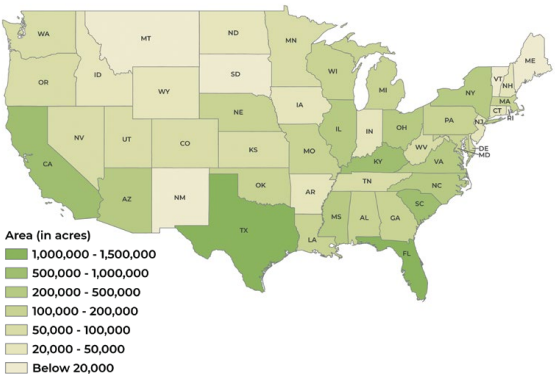 WA
MT
ND
MN
OR
ID
WY
SD
WI
MI
NY
VT
NH
ME
MA
CT
RI
NV
UT
CO
NE
IA
IL
IN
OH
PA
NJ
DE
MD
CA
AZ
NM
KS
MO
KY
WV
VA
OK
AR
TN
NC
SC
TX
LA
MS
AL
GA
FL
Area (in acres)
1,000,000 - 1,500,000
500,000 - 1,000,000
200,000 - 500,000
100,000 - 200,000
50,000 - 100,000
20,000 - 50,000
Below 20,000